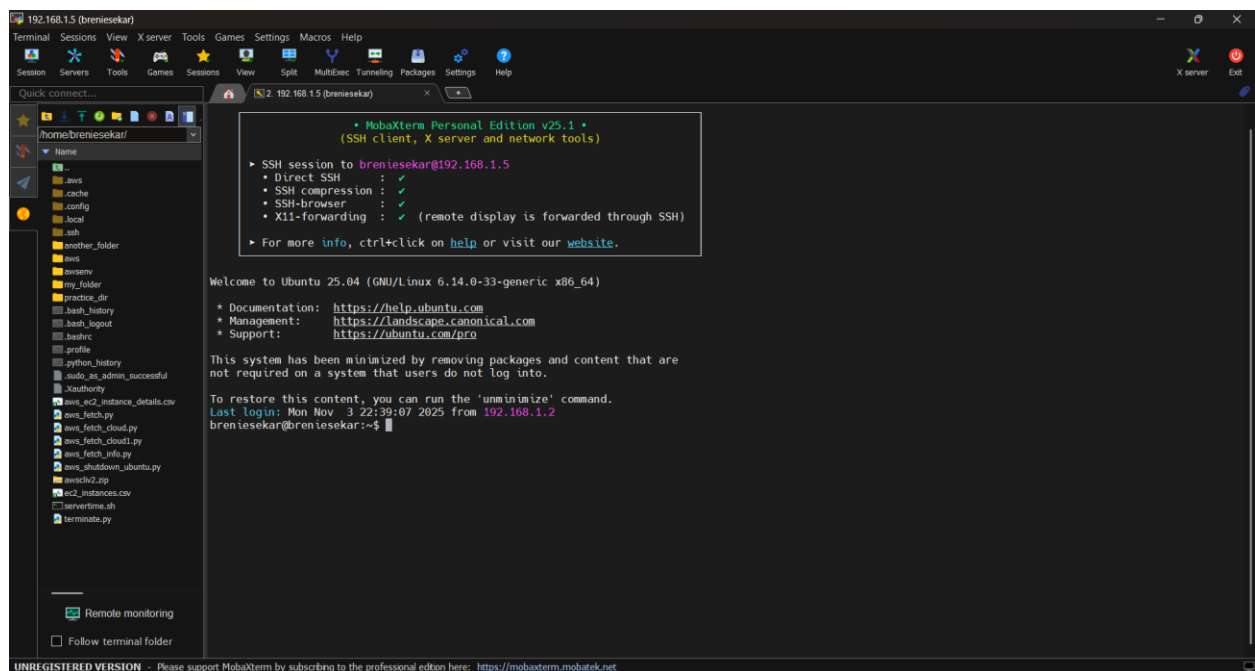 192.168.1.5 (breniesekar)
Terminal Sessions View X server Tools Games Settings Macros Help
Session Servers Tools Games Sessions View Split MultiExec Tunneling Packages Settings Help X server Exit
Quick connect...
2. 192.168.1.5 (breniesekar)
/home/breniesekar/
Name
..
.aws
.cache
.config
.local
.ssh
another_folder
aws
awsenv
my_folder
practice_dir
.bash_history
.bash_logout
.bashrc
.profile
.python_history
.sudo_as_admin_successful
.Xauthority
aws_ec2_instance_details.csv
aws_fetch.py
aws_fetch_cloud.py
aws_fetch_cloud1.py
aws_fetch_info.py
aws_shutdown_ubuntu.py
awscliv2.zip
ec2_instances.csv
servertime.sh
terminate.py
Remote monitoring
Follow terminal folder
• MobaXterm Personal Edition v25.1 •
(SSH client, X server and network tools)
➤ SSH session to breniesekar@192.168.1.5
• Direct SSH : ✔
• SSH compression : ✔
• SSH-browser : ✔
• X11-forwarding : ✔ (remote display is forwarded through SSH)
➤ For more info, ctrl+click on help or visit our website.
Welcome to Ubuntu 25.04 (GNU/Linux 6.14.0-33-generic x86_64)
* Documentation: https://help.ubuntu.com
* Management: https://landscape.canonical.com
* Support: https://ubuntu.com/pro
This system has been minimized by removing packages and content that are
not required on a system that users do not log into.
To restore this content, you can run the 'unminimize' command.
Last login: Mon Nov 3 22:39:07 2025 from 192.168.1.2
breniesekar@breniesekar:~$
UNREGISTERED VERSION - Please support MobaXterm by subscribing to the professional edition here: https://mobaxterm.mobatek.net